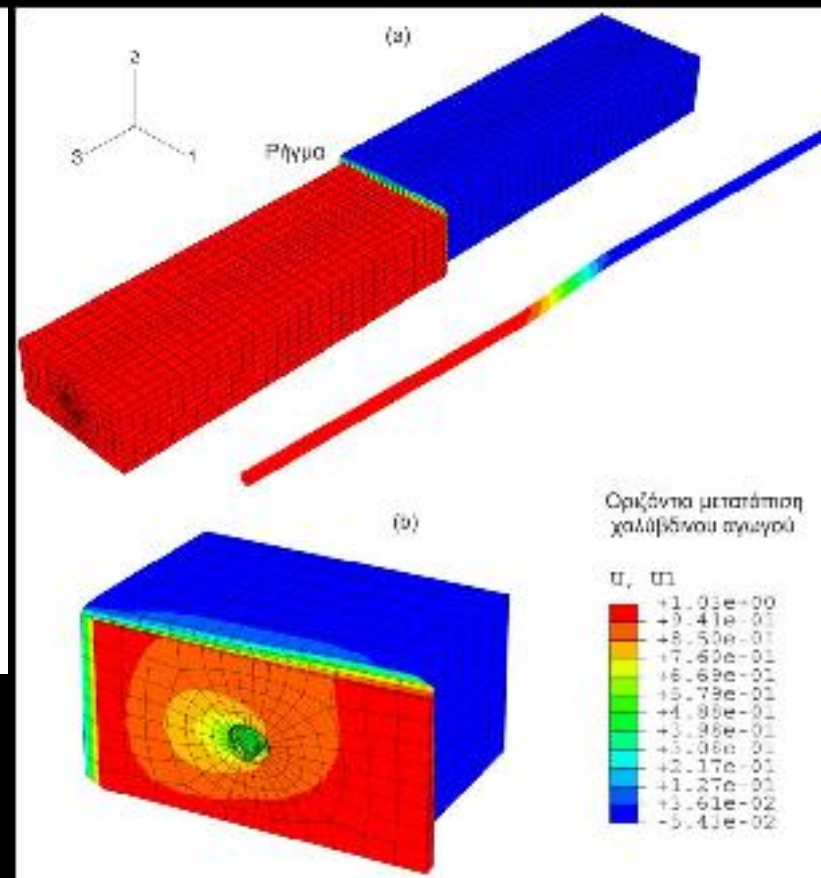 (a)
2
3
1
Ρήγμα
(b)
Οριζόντια μετατόπιση
χαλύβδινου αγωγού
U, U1
+1.03e+00
+9.41e-01
+8.50e-01
+7.60e-01
+6.69e-01
+5.79e-01
+4.88e-01
+3.98e-01
+3.08e-01
+2.17e-01
+1.27e-01
+3.61e-02
-5.43e-02